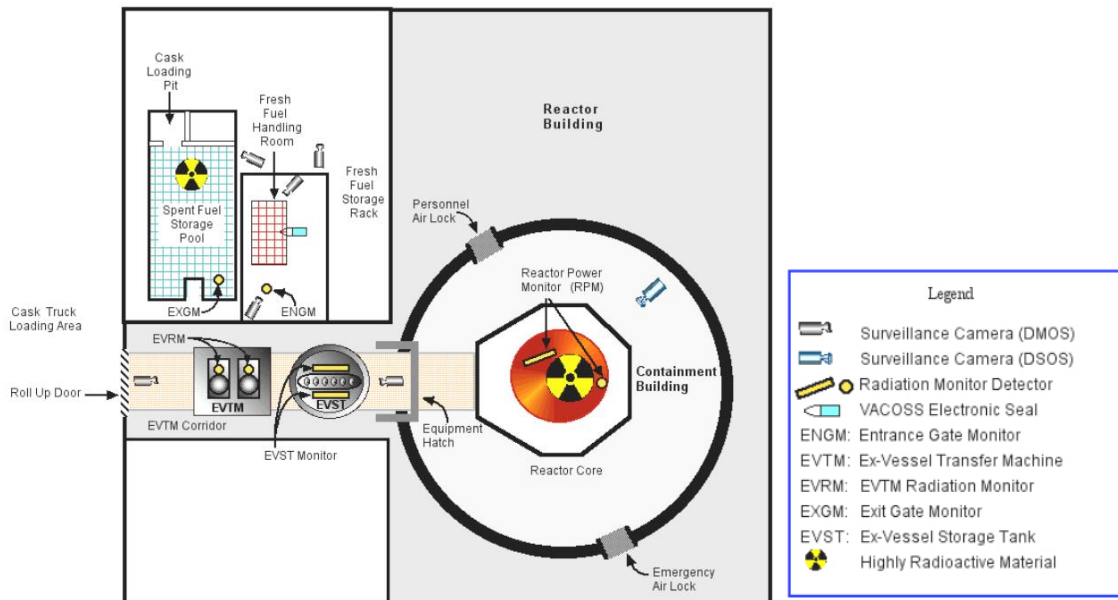 Cask
Loading
Pit
Fresh
Fuel
Handling
Room
Reactor
Building
Fresh
Fuel
Storage
Rack
Spent Fuel
Storage
Pool
Personnel
Air Lock
Reactor Power
Monitor (RPM)
EXGM
ENGM
Cask Truck
Loading Area
EVRM
Containment
Building
Roll Up Door
EVTM
EVST
EVTM Corridor
Equipment
Hatch
EVST Monitor
Reactor Core
Emergency
Air Lock
Legend
Surveillance Camera (DMOS)
Surveillance Camera (DSOS)
Radiation Monitor Detector
VACOSS Electronic Seal
ENGM: Entrance Gate Monitor
EVTM: Ex-Vessel Transfer Machine
EVRM: EVTM Radiation Monitor
EXGM: Exit Gate Monitor
EVST: Ex-Vessel Storage Tank
Highly Radioactive Material